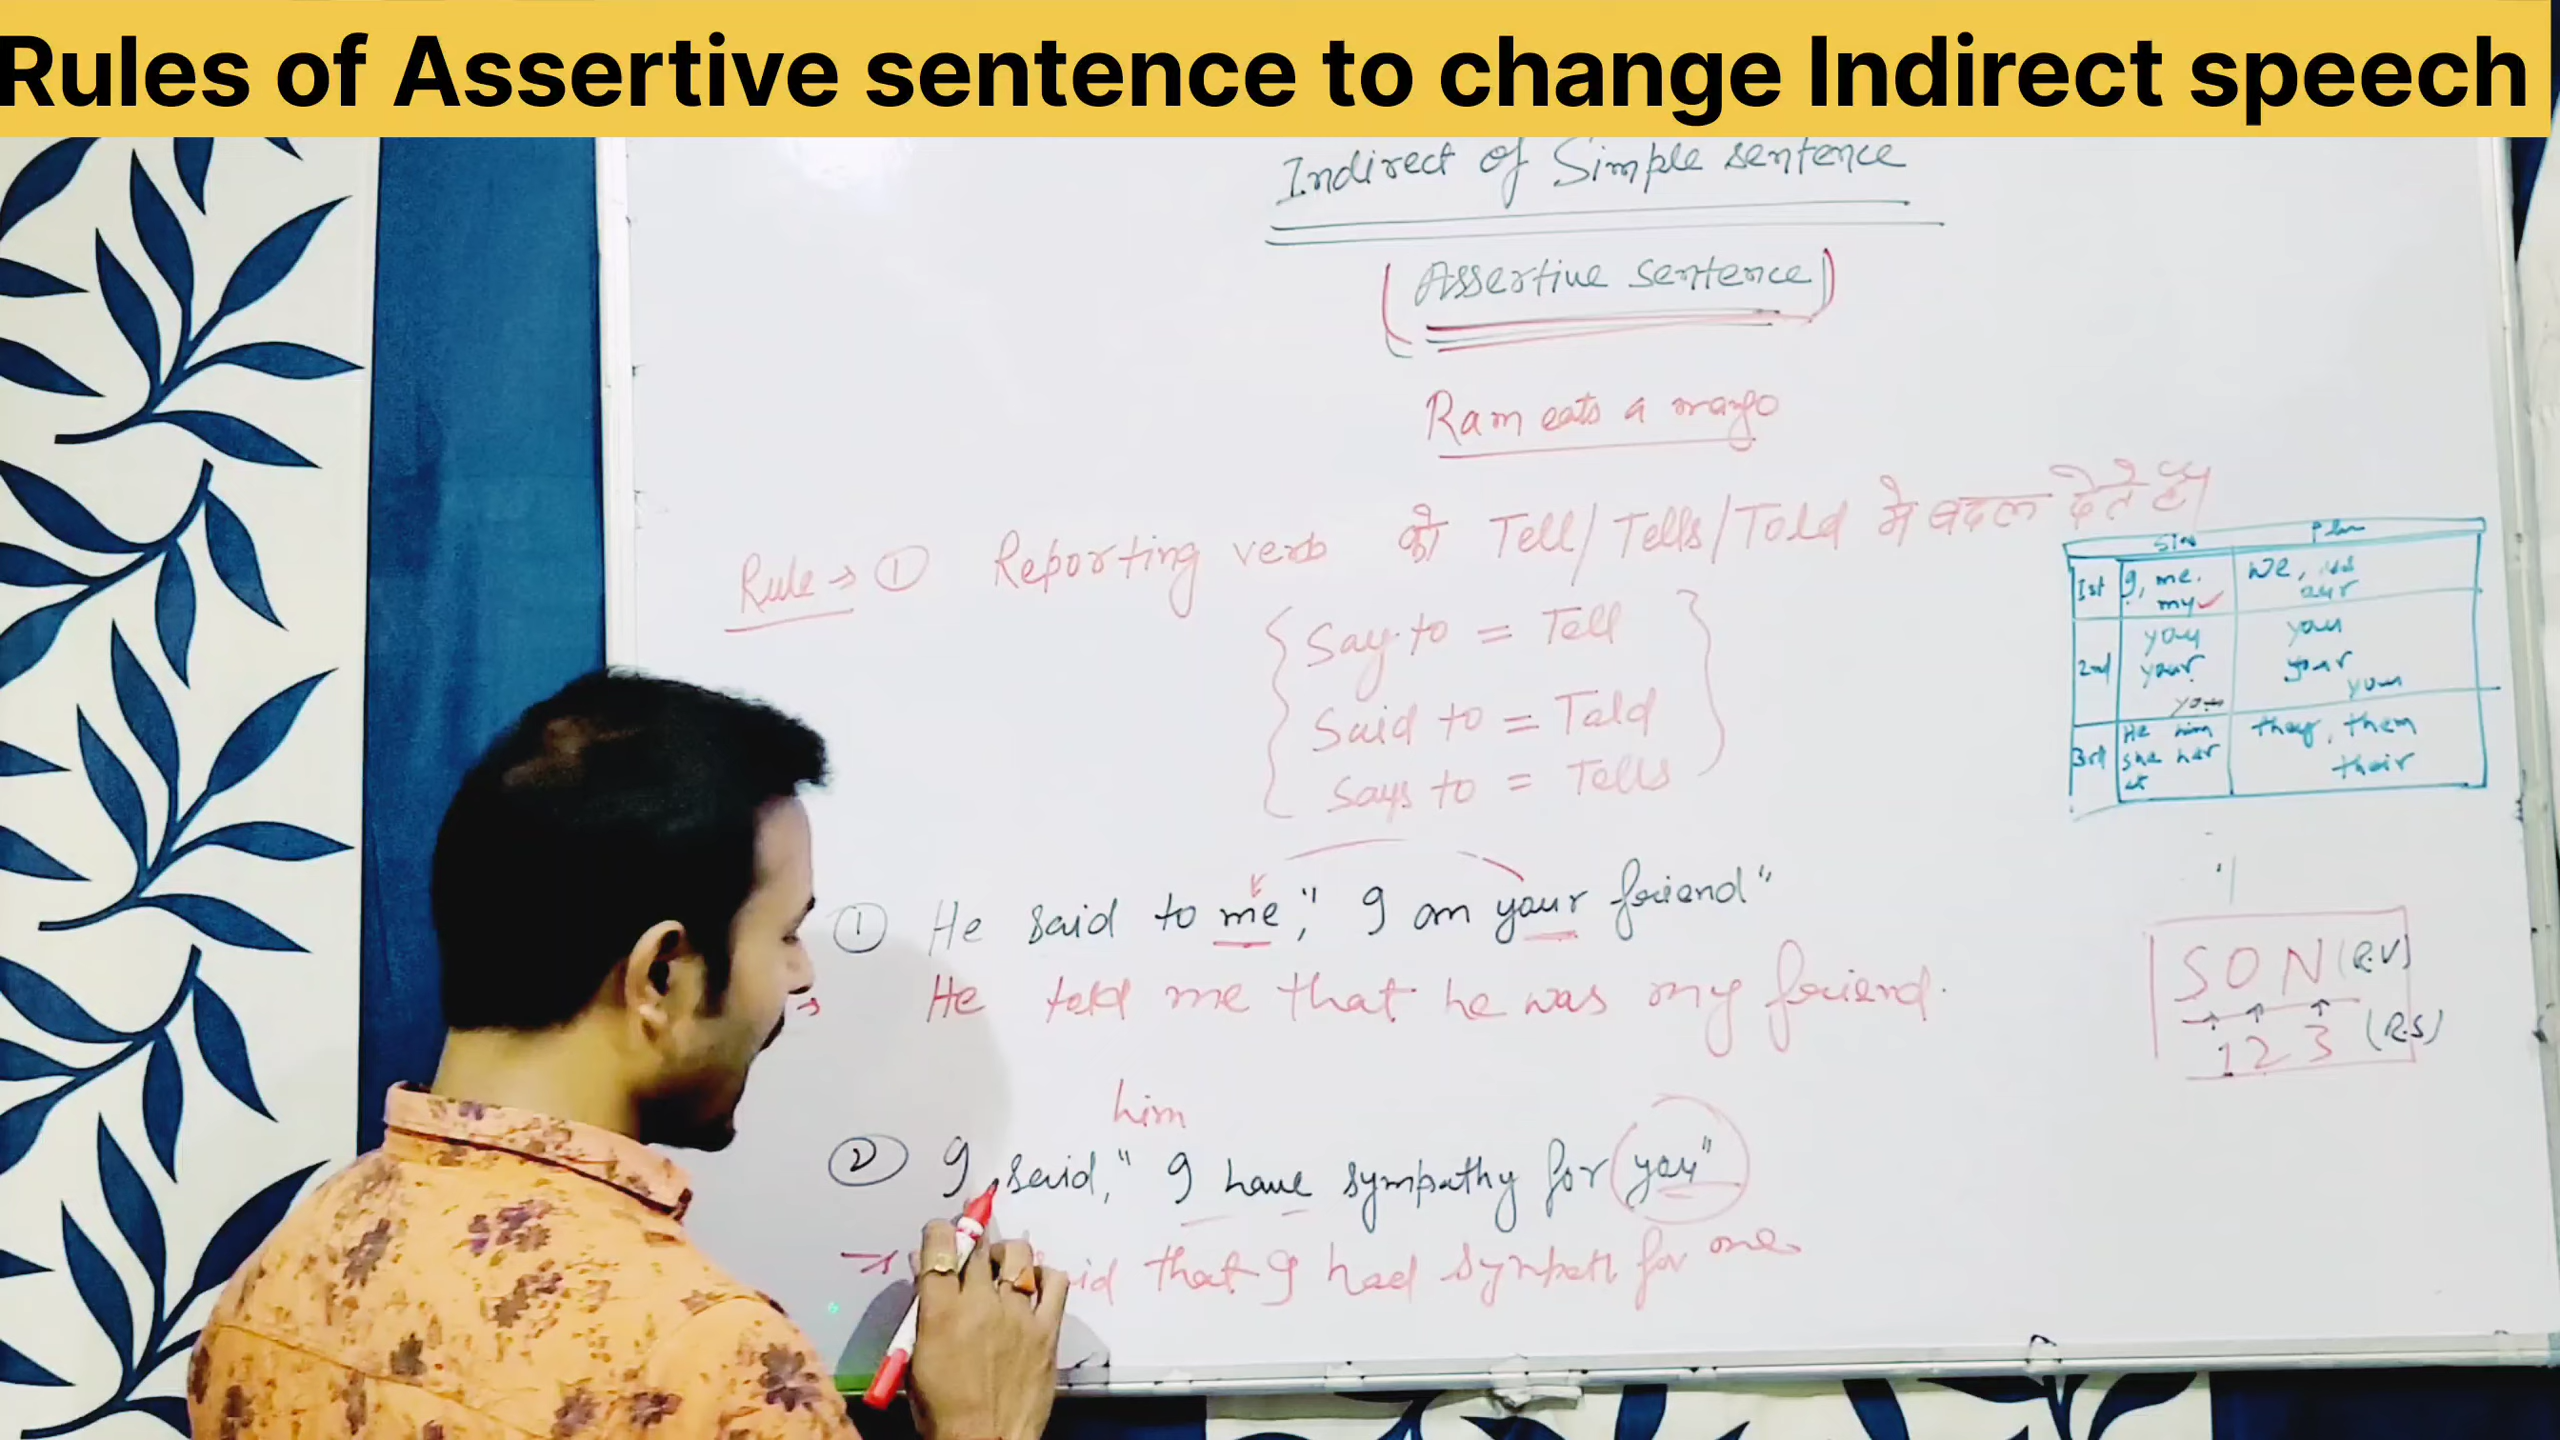 Rules of Assertive sentence to change Indirect speech
Indirect of Simple sentence
(Assertive sentence)
Ram eats a mango
Rule → ① Reporting verb को Tell/Tells/Told मे बदल देते है।
Say to = Tell
Said to = Told
Says to = Tells
Sin Plu
1st I, me, my We, us our
2nd you your you your
3rd He him she her it they, them their
① He said to me," I am your friend"
→ He told me that he was my friend.
him
② I said," I have sympathy for you"
→ that I had for me
S O N (R.V)
1 2 3 (R.S)